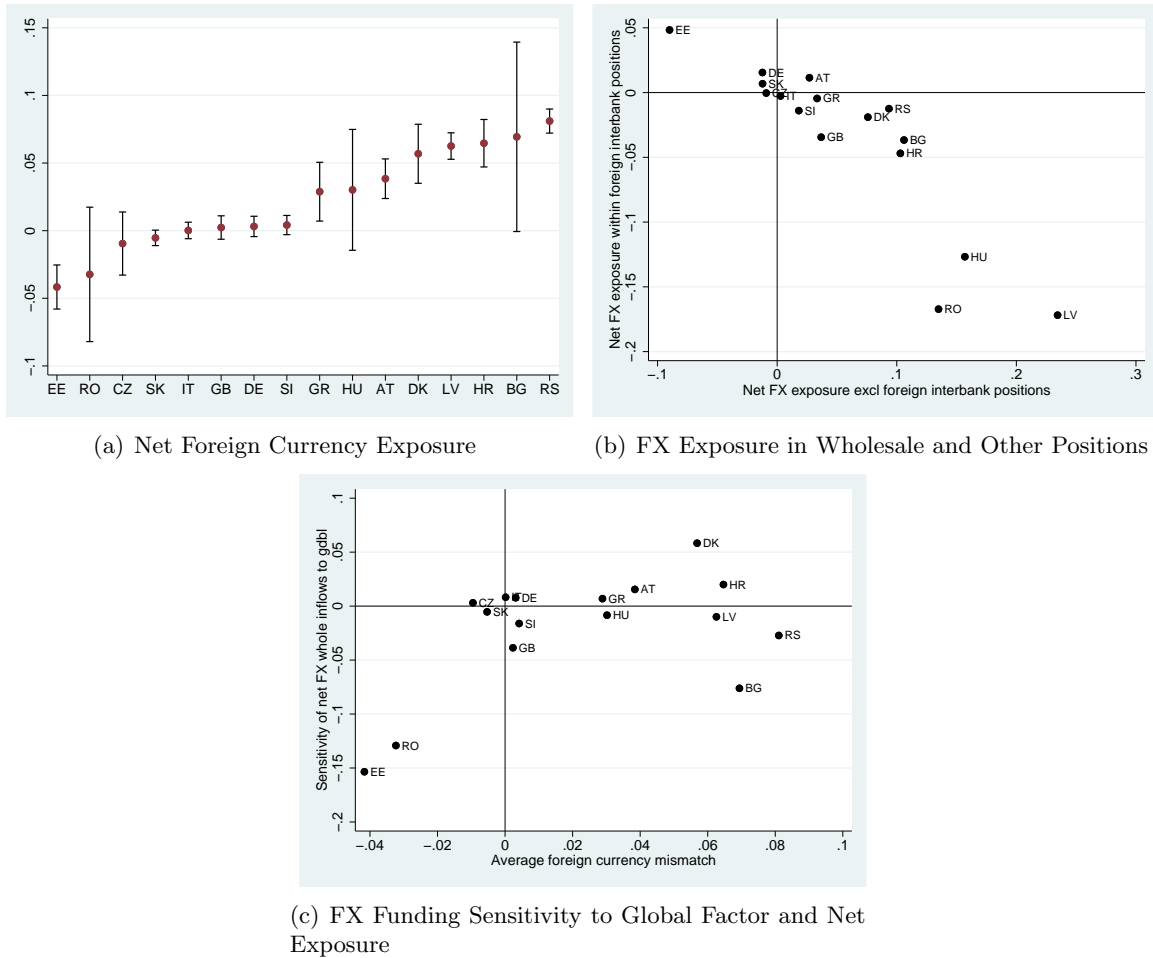 .15
.1
.05
0
−.05
−.1
EE RO CZ SK IT GB DE SI GR HU AT DK LV HR BG RS
(a) Net Foreign Currency Exposure
Net FX exposure within foreign interbank positions
.05
0
−.05
−.1
−.15
−.2
EE
DE
AT
SK
CZ
IT
GR
SI
RS
DK
GB
BG
HR
HU
RO
LV
−.1 0 .1 .2 .3
Net FX exposure excl foreign interbank positions
(b) FX Exposure in Wholesale and Other Positions
Sensitivity of net FX whole inflows to gdbl
.1
.05
0
−.05
−.1
−.15
−.2
DK
HR
AT
DE
GR
CZ
SK
HU
LV
SI
RS
GB
BG
RO
EE
−.04 −.02 0 .02 .04 .06 .08 .1
Average foreign currency mismatch
(c) FX Funding Sensitivity to Global Factor and Net
Exposure